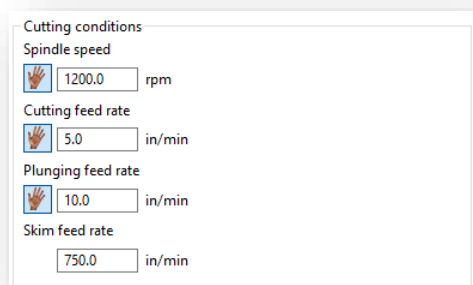 Cutting conditions
Spindle speed
1200.0 rpm
Cutting feed rate
5.0 in/min
Plunging feed rate
10.0 in/min
Skim feed rate
750.0 in/min